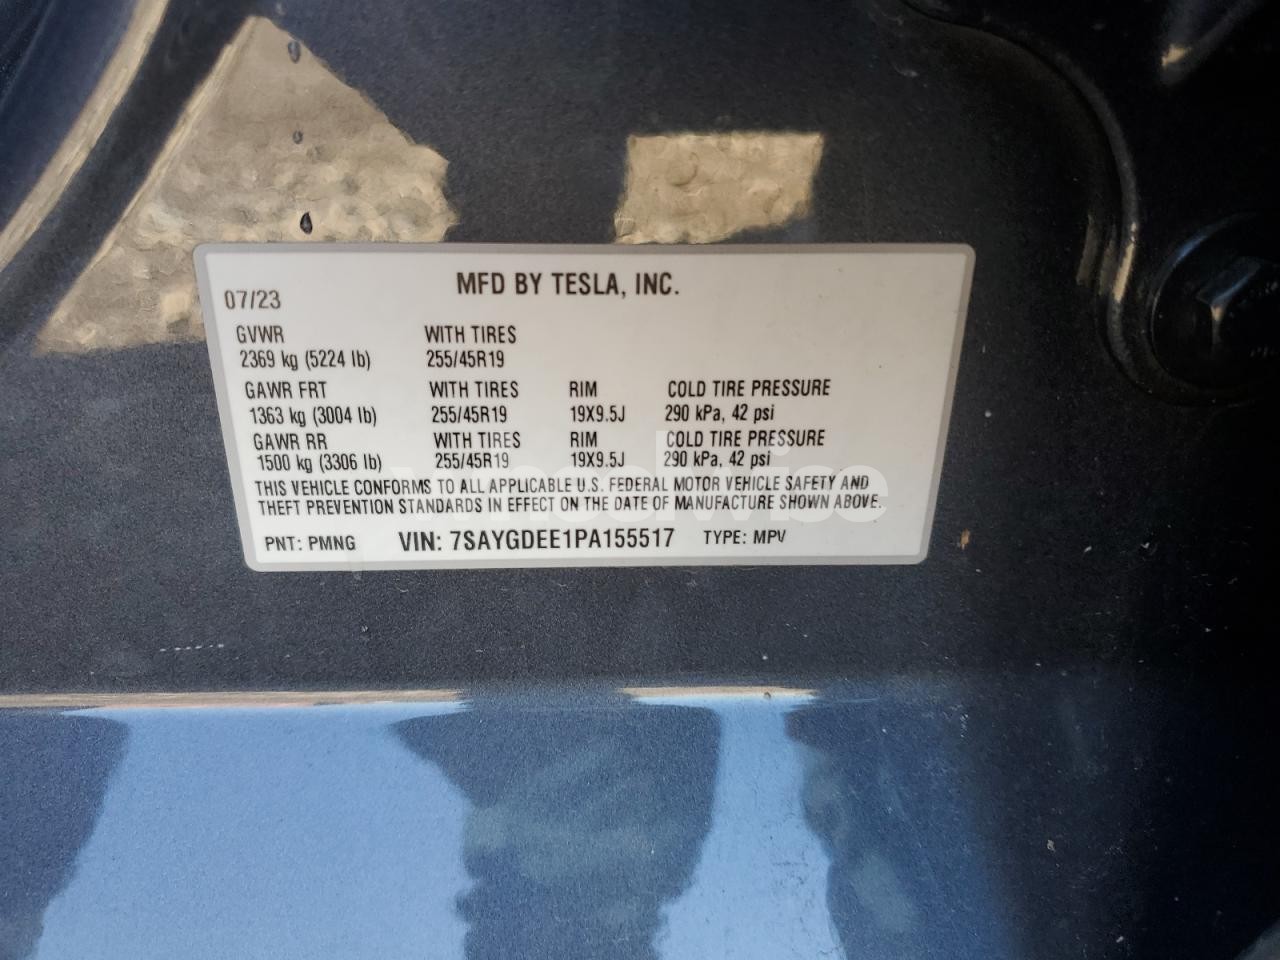 MFD BY TESLA, INC.
07/23
GVWR WITH TIRES
2369 kg (5224 lb) 255/45R19
GAWR FRT WITH TIRES RIM COLD TIRE PRESSURE
1363 kg (3004 lb) 255/45R19 19X9.5J 290 kPa, 42 psi
GAWR RR WITH TIRES RIM COLD TIRE PRESSURE
1500 kg (3306 lb) 255/45R19 19X9.5J 290 kPa, 42 psi
THIS VEHICLE CONFORMS TO ALL APPLICABLE U.S. FEDERAL MOTOR VEHICLE SAFETY AND
THEFT PREVENTION STANDARDS IN EFFECT ON THE DATE OF MANUFACTURE SHOWN ABOVE.
wheelwise
PNT: PMNG VIN: 7SAYGDEE1PA155517 TYPE: MPV